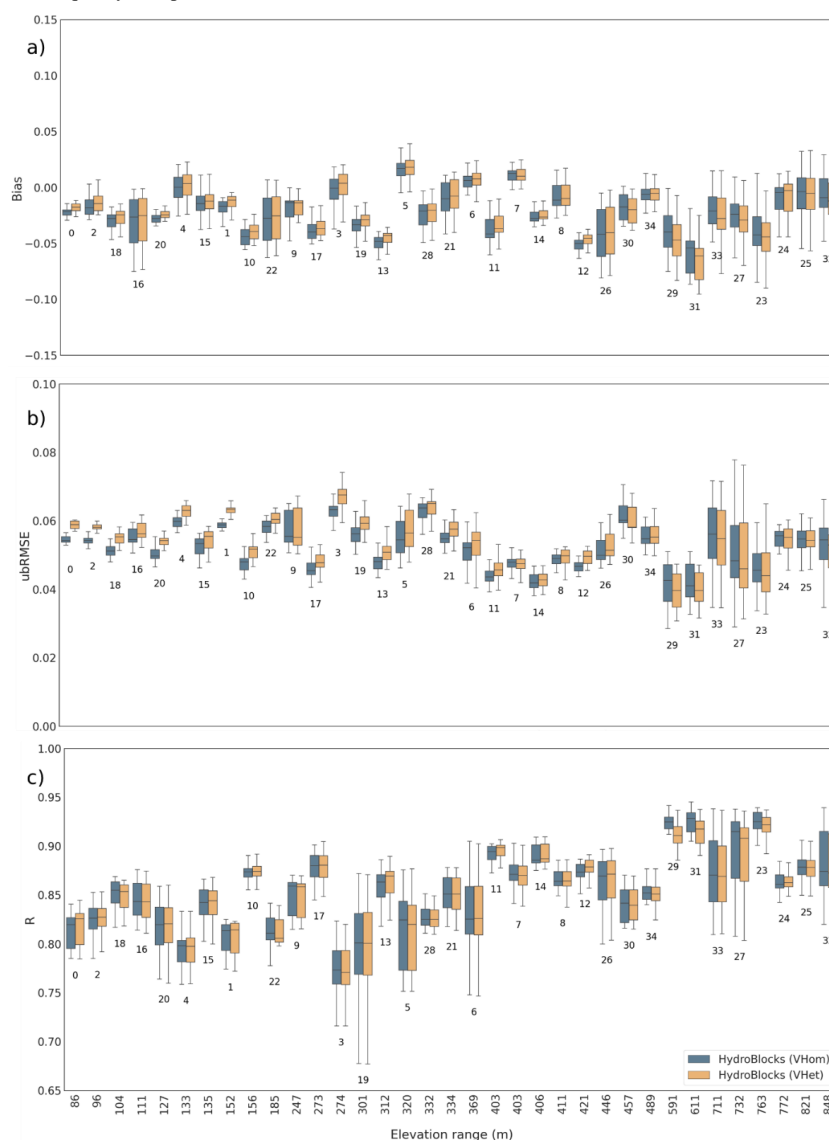 a)
0.15
0.10
0.05
0.00
−0.05
−0.10
−0.15
Bias
0 2 18 16 20 4 15 1 10 22 9 17 3 19 13 5 28 21 6 11 7 14 8 12 26 30 34 29 31 33 27 23 24 25
b)
0.10
0.08
0.06
0.04
0.02
0.00
ubRMSE
0 2 18 16 20 4 15 1 10 22 9 17 3 19 13 5 28 21 6 11 7 14 8 12 26 30 34 29 31 33 27 23 24 25
c)
1.00
0.95
0.90
0.85
0.80
0.75
0.70
0.65
R
0 2 18 16 20 4 15 1 10 22 9 17 3 19 13 5 28 21 6 11 7 14 8 12 26 30 34 29 31 33 27 23 24 25
HydroBlocks (VHom)
HydroBlocks (VHet)
86 96 104 111 127 133 135 152 156 185 247 273 274 301 312 320 332 334 369 403 403 406 411 421 446 457 489 591 611 711 732 763 772 821 848
Elevation range (m)